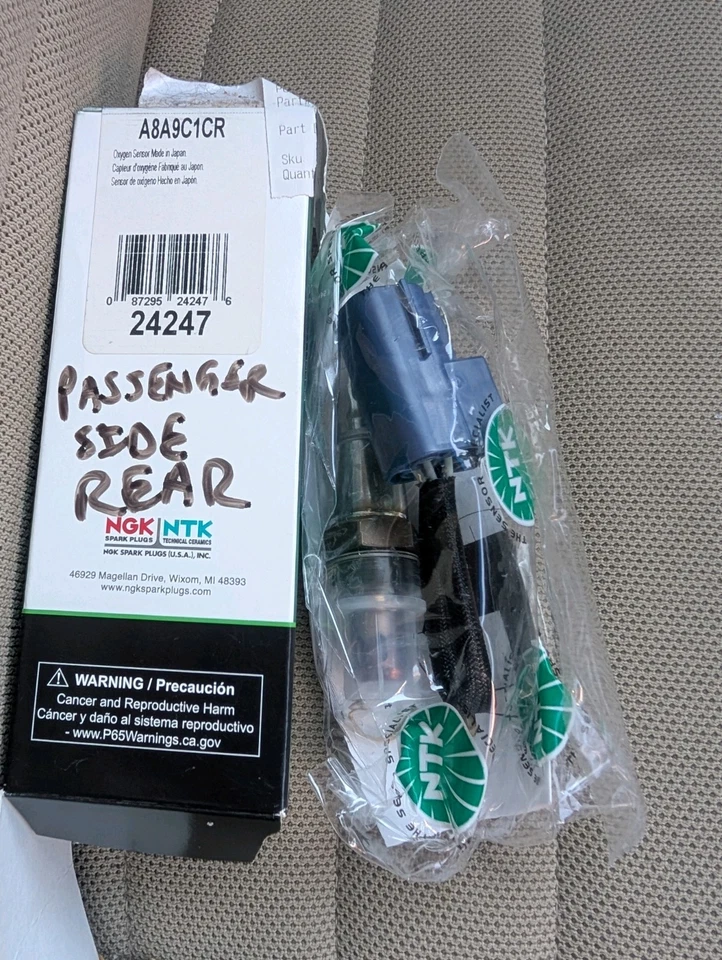 A8A9C1CR
Oxygen Sensor Made in Japan
Capteur d'oxygène Fabriqué au Japon
Sensor de oxígeno Hecho en Japón
0 87295 24247 6
24247
PASSENGER
SIDE
REAR
NGK NTK
SPARK PLUGS TECHNICAL CERAMICS
NGK SPARK PLUGS (U.S.A.), INC.
46929 Magellan Drive, Wixom, MI 48393
www.ngksparkplugs.com
WARNING / Precaución
Cancer and Reproductive Harm
Cáncer y daño al sistema reproductivo
- www.P65Warnings.ca.gov
Part
Sku
NTK
THE SENSOR
NTK